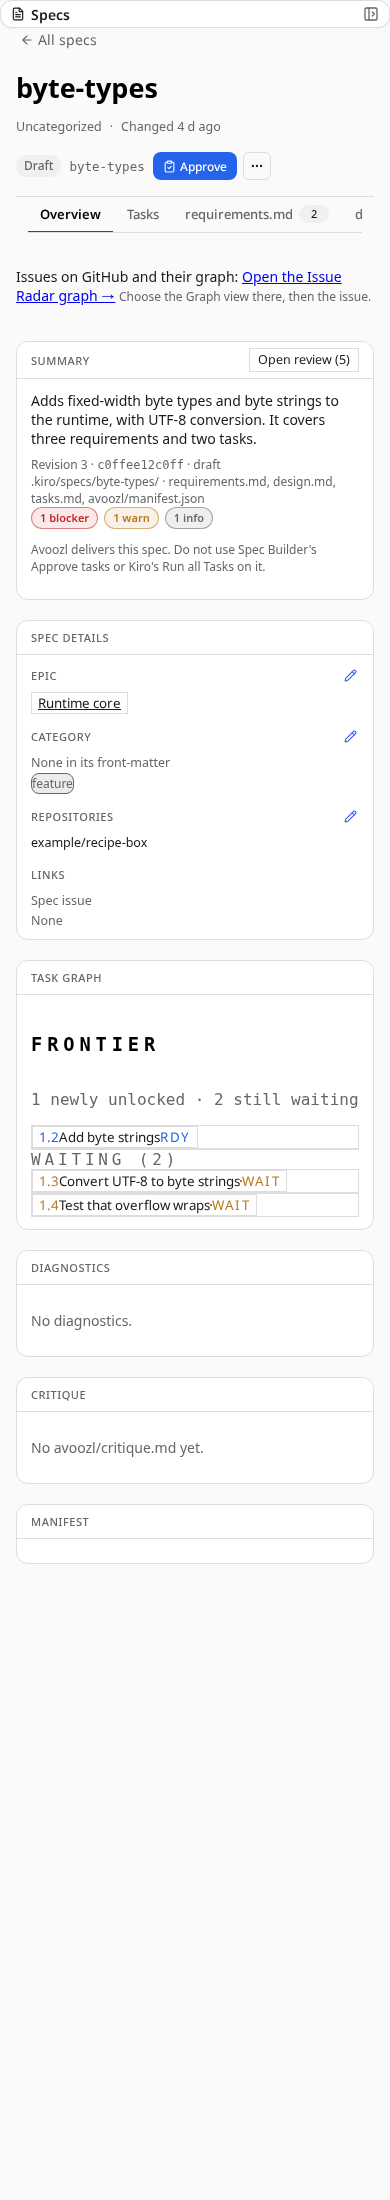 Specs
← All specs
byte-types
Uncategorized · Changed 4 d ago
Draft byte-types Approve ···
Overview Tasks requirements.md 2 d
Issues on GitHub and their graph: Open the Issue
Radar graph → Choose the Graph view there, then the issue.
SUMMARY Open review (5)
Adds fixed-width byte types and byte strings to
the runtime, with UTF-8 conversion. It covers
three requirements and two tasks.
Revision 3 · c0ffee12c0ff · draft
.kiro/specs/byte-types/ · requirements.md, design.md,
tasks.md, avoozl/manifest.json
1 blocker 1 warn 1 info
Avoozl delivers this spec. Do not use Spec Builder's
Approve tasks or Kiro's Run all Tasks on it.
SPEC DETAILS
EPIC
Runtime core
CATEGORY
None in its front-matter
feature
REPOSITORIES
example/recipe-box
LINKS
Spec issue
None
TASK GRAPH
FRONTIER
1 newly unlocked · 2 still waiting
1.2Add byte stringsRDY
WAITING (2)
1.3Convert UTF-8 to byte strings·WAIT
1.4Test that overflow wraps·WAIT
DIAGNOSTICS
No diagnostics.
CRITIQUE
No avoozl/critique.md yet.
MANIFEST